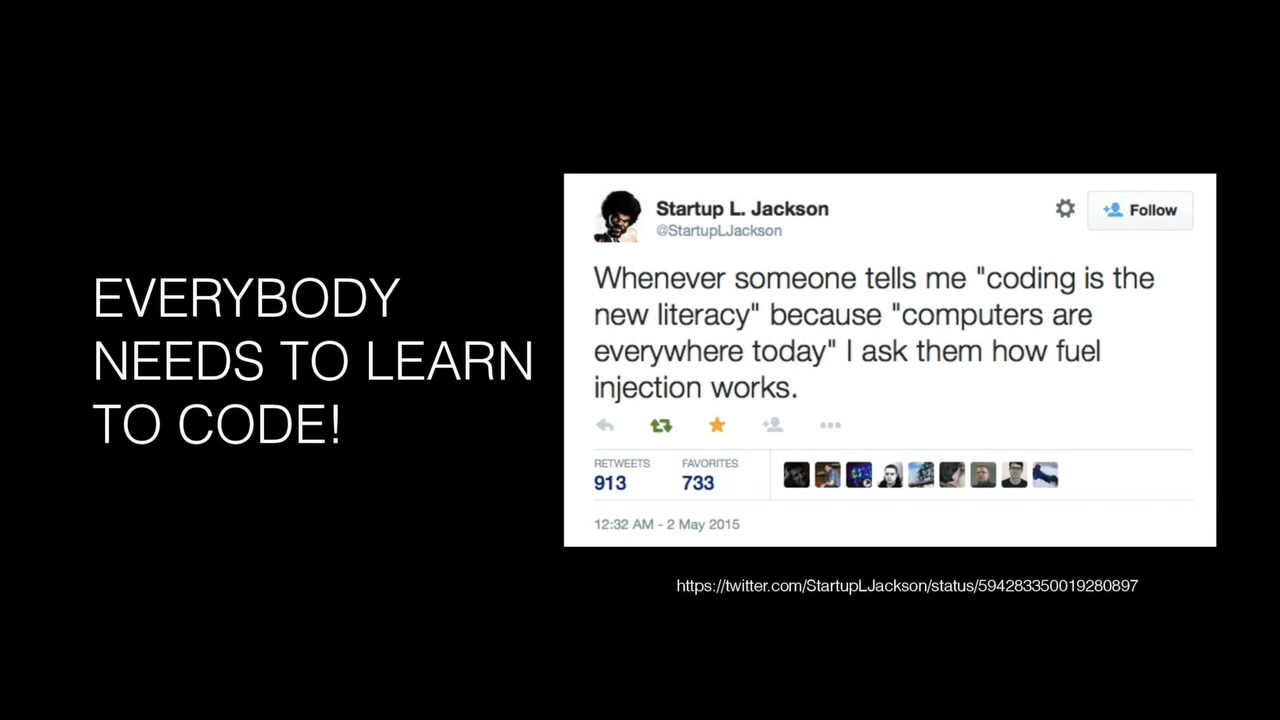 EVERYBODY
NEEDS TO LEARN
TO CODE!
Startup L. Jackson
@StartupLJackson
Follow
Whenever someone tells me "coding is the
new literacy" because "computers are
everywhere today" I ask them how fuel
injection works.
RETWEETS FAVORITES
913 733
12:32 AM - 2 May 2015
https://twitter.com/StartupLJackson/status/594283350019280897